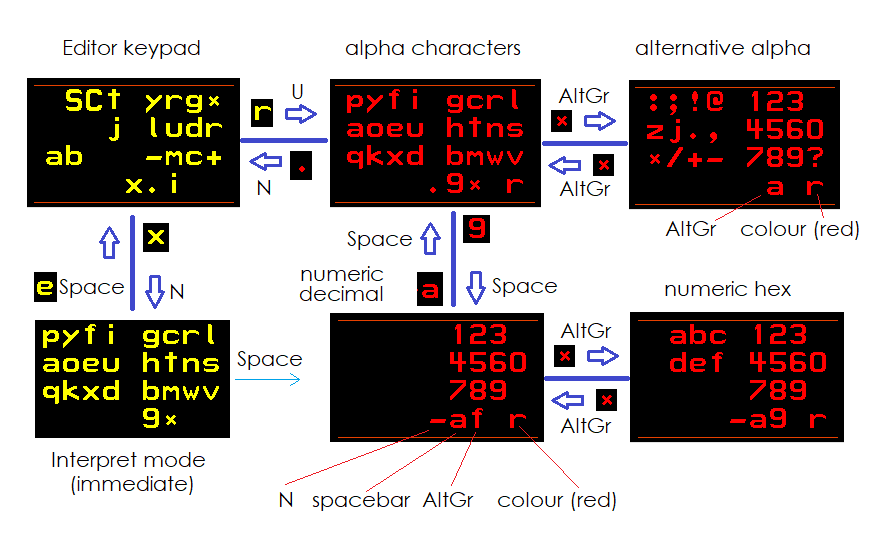 Editor keypad
alpha characters
alternative alpha
SCt yrg×
j ludr
ab -mc+
x.i
r
U
.
N
pyfi gcrl
aoeu htns
qkxd bmwv
.9× r
AltGr
×
×
AltGr
:;!@ 123
zj., 4560
×/+- 789?
a r
AltGr
colour (red)
x
e
Space
N
Space
9
a
Space
numeric
decimal
numeric hex
pyfi gcrl
aoeu htns
qkxd bmwv
9×
Space
123
4560
789
-af r
AltGr
×
×
AltGr
abc 123
def 4560
789
-a9 r
Interpret mode
(immediate)
N
spacebar
AltGr
colour (red)